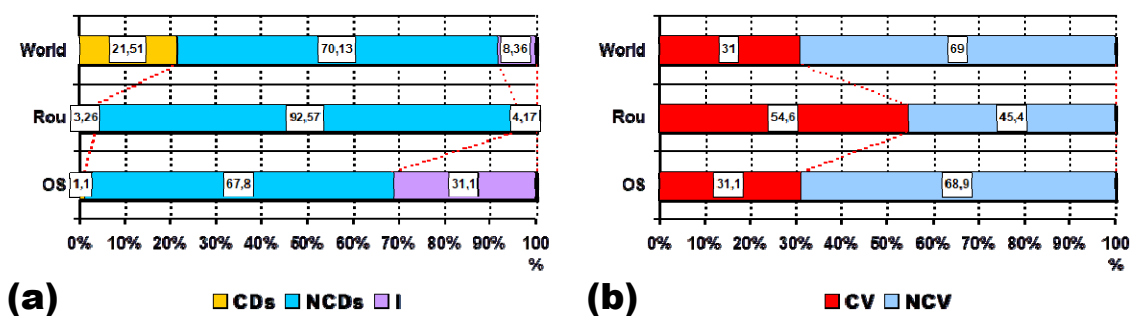 World 21,51 70,13 8,36
Rou 3,26 92,57 4,17
OS 1,1 67,8 31,1
0% 10% 20% 30% 40% 50% 60% 70% 80% 90% 100 %
(a) CDs NCDs I
World 31 69
Rou 54,6 45,4
OS 31,1 68,9
0% 10% 20% 30% 40% 50% 60% 70% 80% 90% 100 %
(b) CV NCV